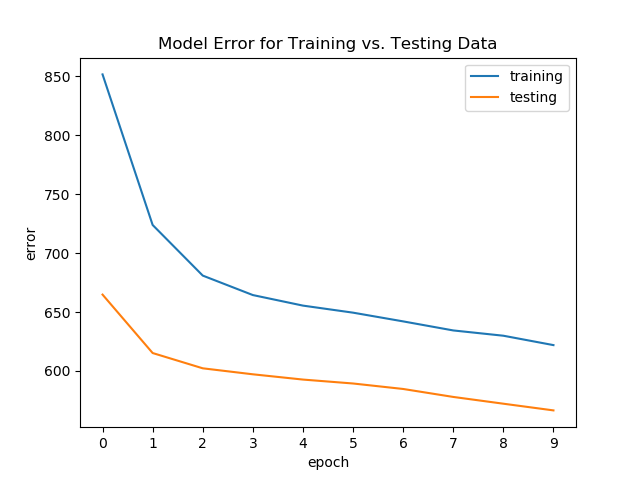 Model Error for Training vs. Testing Data
training
testing
850
800
750
700
650
600
error
0 1 2 3 4 5 6 7 8 9
epoch